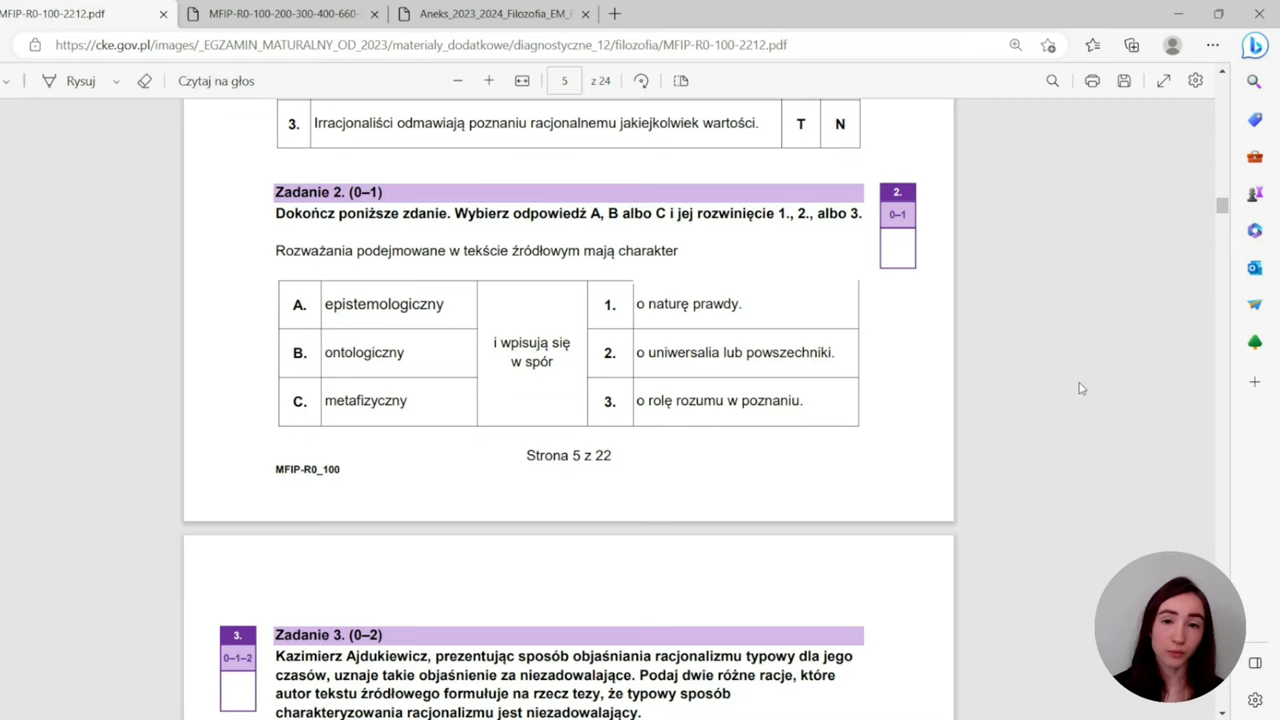 MFIP-R0-100-2212.pdf
MFIP-R0-100-200-300-400-660-
Aneks_2023_2024_Filozofia_EM_F
https://cke.gov.pl/images/_EGZAMIN_MATURALNY_OD_2023/materialy_dodatkowe/diagnostyczne_12/filozofia/MFIP-R0-100-2212.pdf
Rysuj
Czytaj na głos
5
z 24
3. Irracjonaliści odmawiają poznaniu racjonalnemu jakiejkolwiek wartości. T N
Zadanie 2. (0–1)
2.
0–1
Dokończ poniższe zdanie. Wybierz odpowiedź A, B albo C i jej rozwinięcie 1., 2., albo 3.
Rozważania podejmowane w tekście źródłowym mają charakter
A. epistemologiczny
B. ontologiczny
C. metafizyczny
i wpisują się
w spór
1. o naturę prawdy.
2. o uniwersalia lub powszechniki.
3. o rolę rozumu w poznaniu.
Strona 5 z 22
MFIP-R0_100
3.
0–1–2
Zadanie 3. (0–2)
Kazimierz Ajdukiewicz, prezentując sposób objaśniania racjonalizmu typowy dla jego
czasów, uznaje takie objaśnienie za niezadowalające. Podaj dwie różne racje, które
autor tekstu źródłowego formułuje na rzecz tezy, że typowy sposób
charakteryzowania racjonalizmu jest niezadowalający.